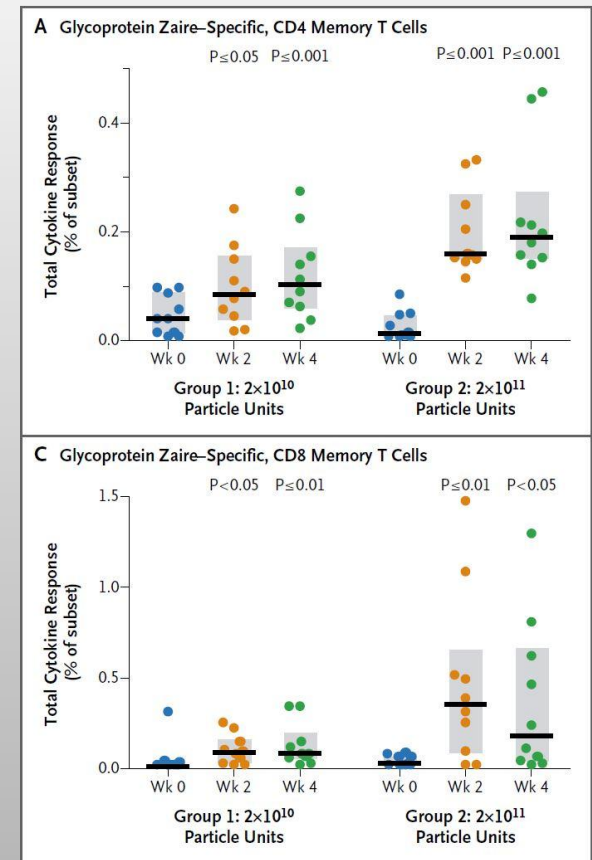 A Glycoprotein Zaire–Specific, CD4 Memory T Cells
P≤0.05 P≤0.001 P≤0.001 P≤0.001
Total Cytokine Response
(% of subset)
0.4
0.2
0.0
Wk 0 Wk 2 Wk 4 Wk 0 Wk 2 Wk 4
Group 1: 2×10¹⁰ Group 2: 2×10¹¹
Particle Units Particle Units
C Glycoprotein Zaire–Specific, CD8 Memory T Cells
P<0.05 P≤0.01 P≤0.01 P<0.05
Total Cytokine Response
(% of subset)
1.5
1.0
0.5
0.0
Wk 0 Wk 2 Wk 4 Wk 0 Wk 2 Wk 4
Group 1: 2×10¹⁰ Group 2: 2×10¹¹
Particle Units Particle Units